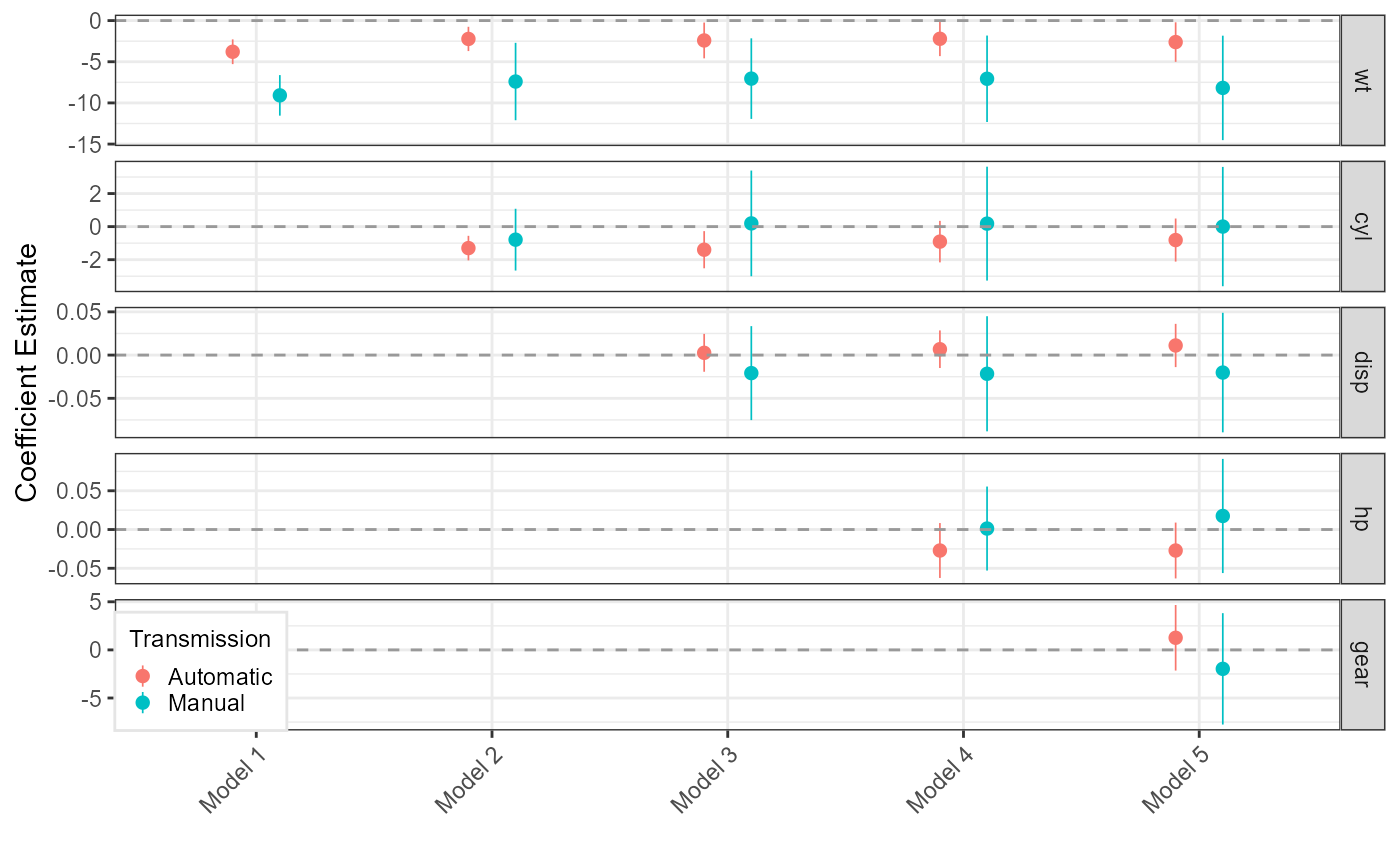 Coefficient Estimate
0
-5
-10
-15
wt
2
0
-2
cyl
0.05
0.00
-0.05
disp
0.05
0.00
-0.05
hp
5
0
-5
gear
Transmission
Automatic
Manual
Model 1
Model 2
Model 3
Model 4
Model 5